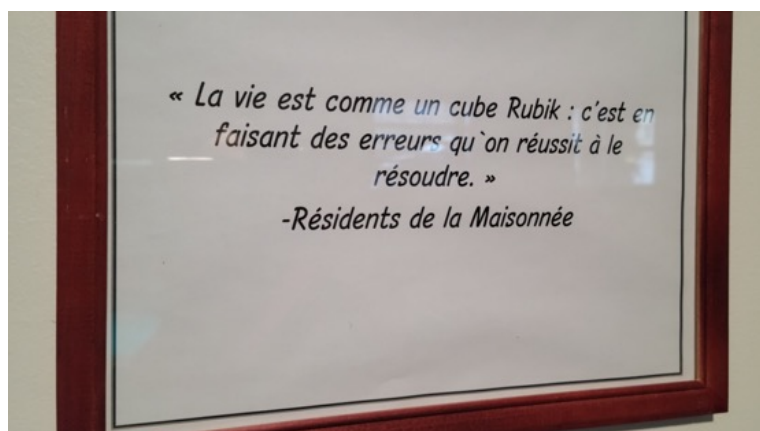 « La vie est comme un cube Rubik : c'est en
faisant des erreurs qu`on réussit à le
résoudre. »
-Résidents de la Maisonnée